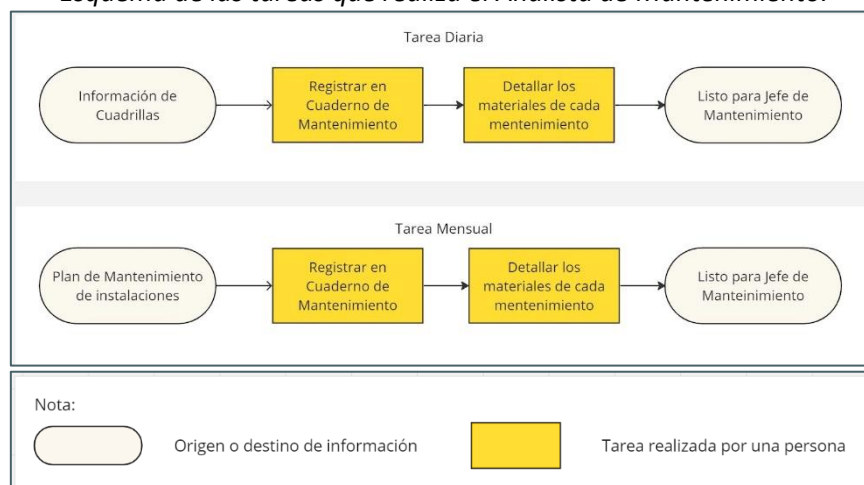 Esquema de las tareas que realiza el Analista de Mantenimiento.
Tarea Diaria
Información de
Cuadrillas
Registrar en
Cuaderno de
Mantenimiento
Detallar los
materiales de cada
mentenimiento
Listo para Jefe de
Mantenimiento
Tarea Mensual
Plan de Mantenimiento
de instalaciones
Registrar en
Cuaderno de
Mantenimiento
Detallar los
materiales de cada
mentenimiento
Listo para Jefe de
Manteinimiento
Nota:
Origen o destino de información
Tarea realizada por una persona